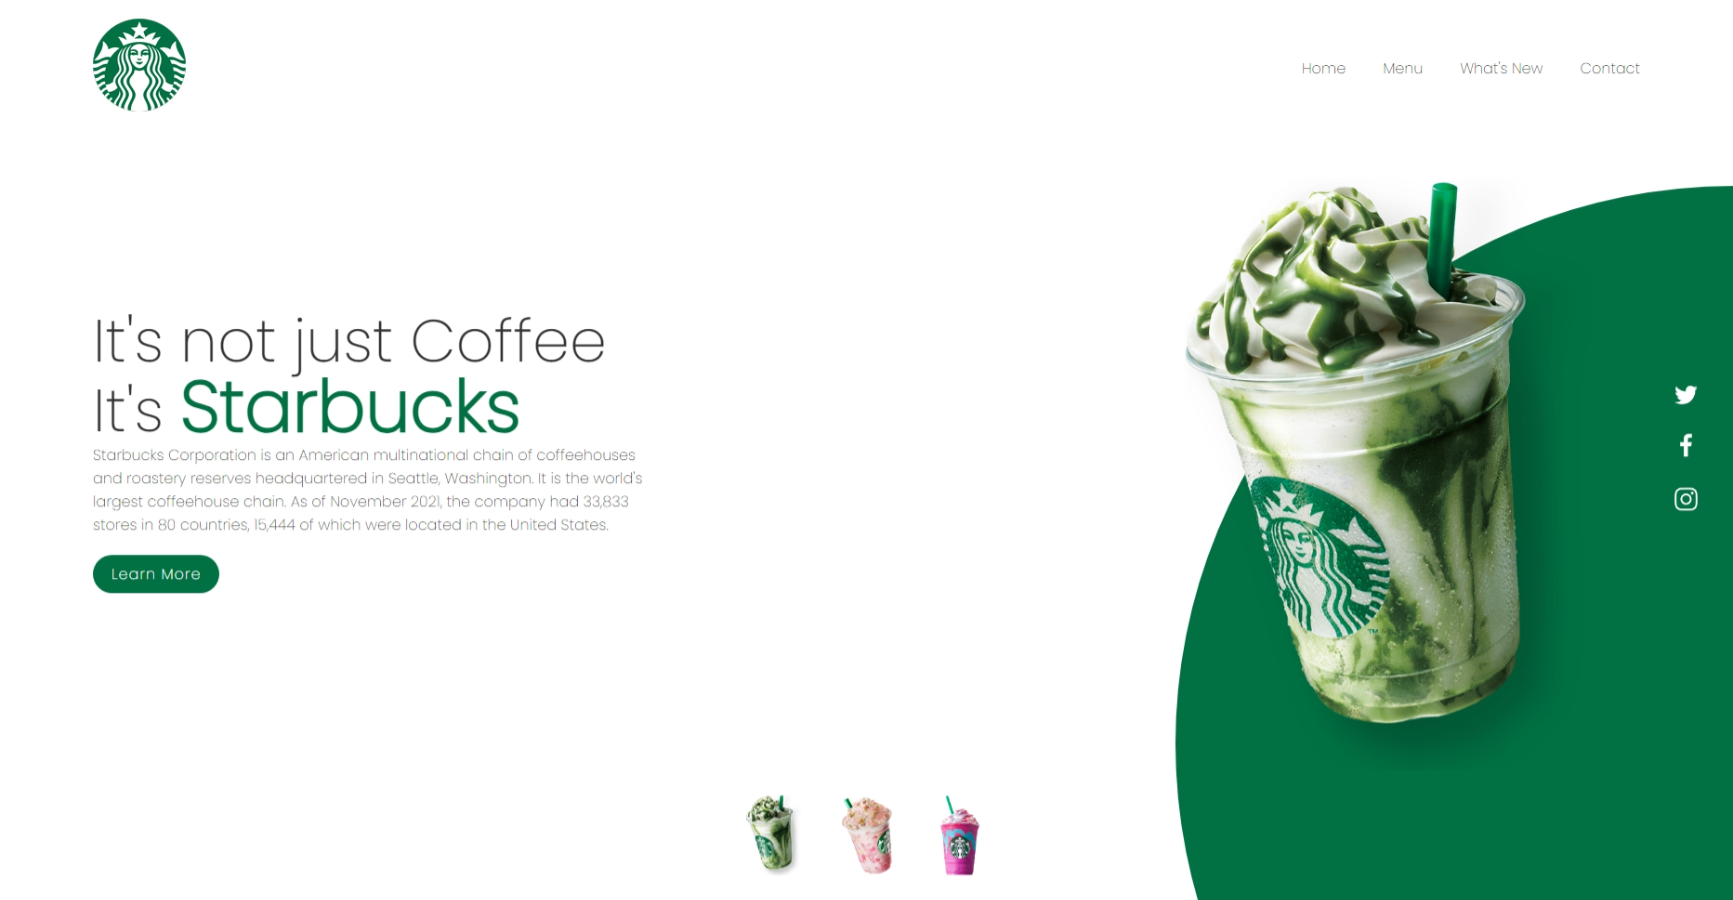 Home Menu What's New Contact
It's not just Coffee
It's Starbucks
Starbucks Corporation is an American multinational chain of coffeehouses
and roastery reserves headquartered in Seattle, Washington. It is the world's
largest coffeehouse chain. As of November 2021, the company had 33,833
stores in 80 countries, 15,444 of which were located in the United States.
Learn More
TM